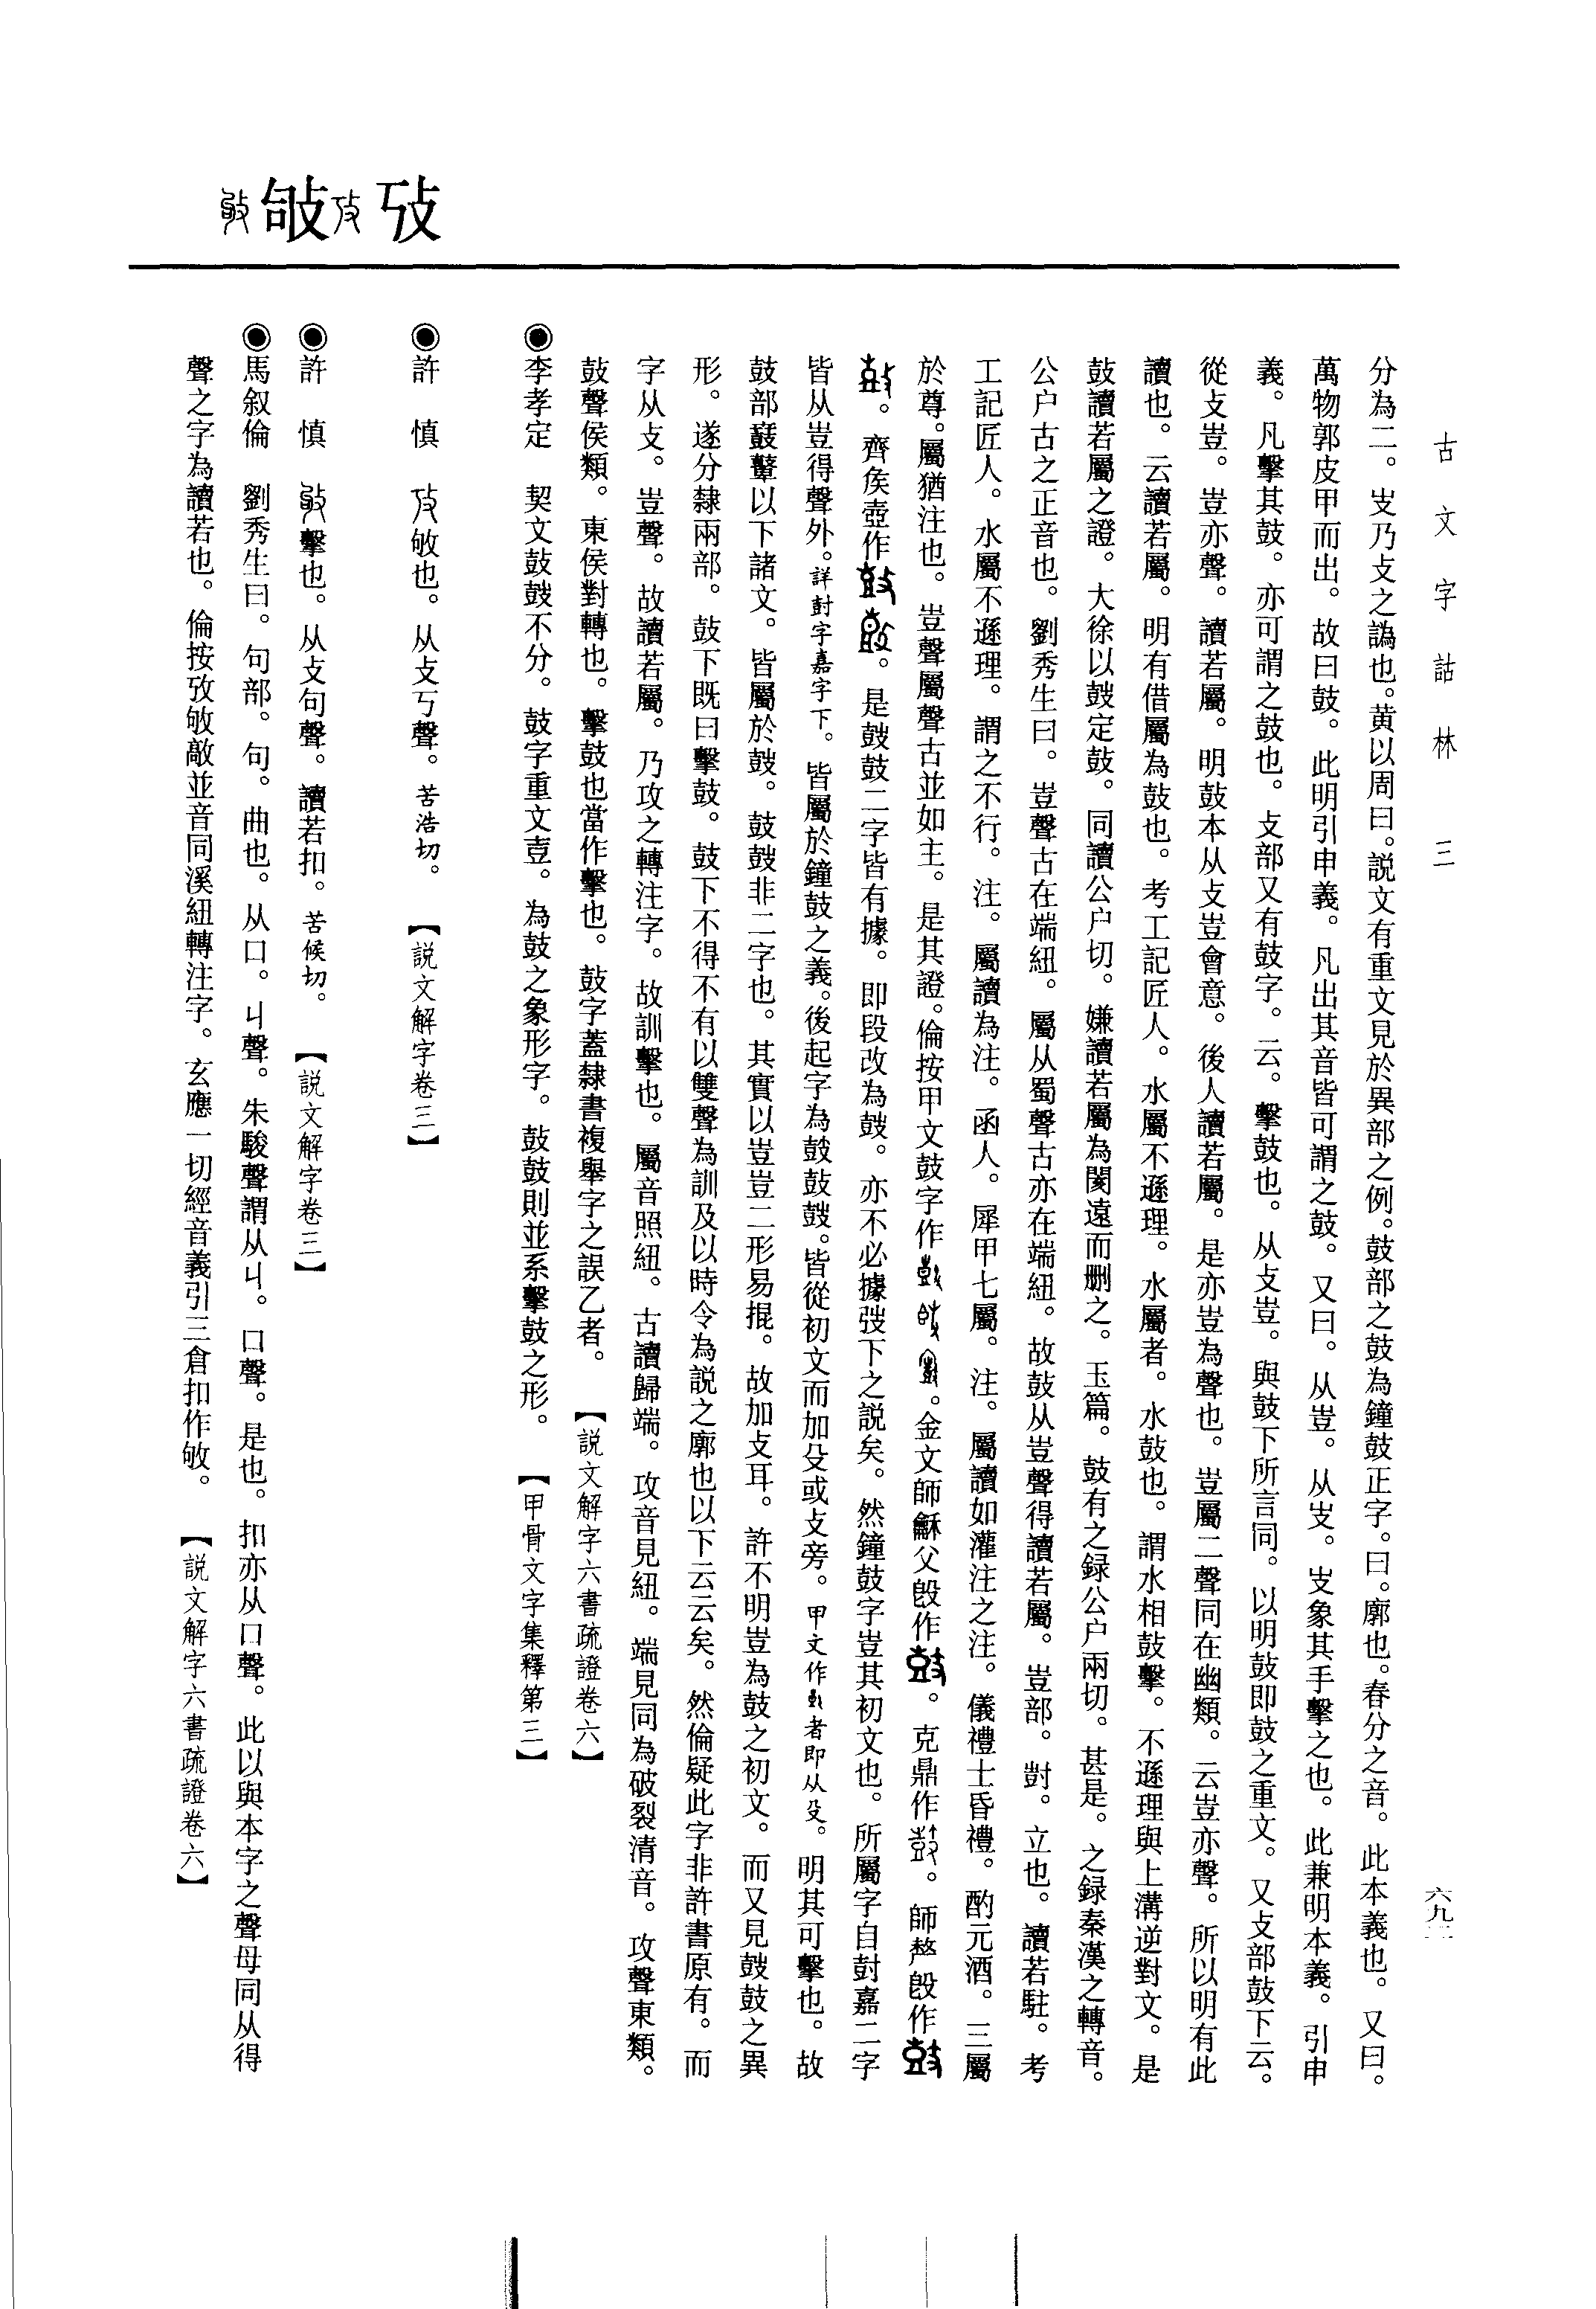 古文字詁林 三
六九二
攷 敂
分為二。攴乃攴之譌也。黄以周曰。説文有重文見於異部之例。鼓部之鼓為鐘鼓正字。曰。廓也。春分之音。此本義也。又曰。
萬物郭皮甲而出。故曰鼓。此明引申義。凡出其音皆可謂之鼓。又曰。从壴。从攴。攴象其手擊之也。此兼明本義。引申
義。凡擊其鼓。亦可謂之鼓也。攴部又有鼓字。云。擊鼓也。从攴壴。與鼓下所言同。以明鼓即鼓之重文。又攴部鼓下云。
從攴壴。壴亦聲。讀若屬。明鼓本从攴壴會意。後人讀若屬。是亦壴為聲也。壴屬二聲同在幽類。云壴亦聲。所以明有此
讀也。云讀若屬。明有借屬為鼓也。考工記匠人。水屬不遜理。水屬者。水鼓也。謂水相鼓擊。不遜理與上溝逆對文。是
鼓讀若屬之證。大徐以鼓定鼓。同讀公户切。嫌讀若屬為闵遠而删之。玉篇。鼓有之録公户兩切。甚是。之録秦漢之轉音。
公户古之正音也。劉秀生曰。壴聲古在端紐。屬从蜀聲古亦在端紐。故鼓从壴聲得讀若屬。壴部。尌。立也。讀若駐。考
工記匠人。水屬不遜理。謂之不行。注。屬讀為注。函人。犀甲七屬。注。屬讀如灌注之注。儀禮士昏禮。酌元酒。三屬
於尊。屬猶注也。壴聲屬聲古並如主。是其證。倫按甲文鼓字作。金文師龢父𣪘作。克鼎作。師𠩺𣪘作
。齊矦壺作。是鼓鼓二字皆有據。即段改為鼓。亦不必據弢下之説矣。然鐘鼓字壴其初文也。所屬字自尌嘉二字
皆从壴得聲外。詳尌字嘉字下。皆屬於鐘鼓之義。後起字為鼓鼓鼓。皆從初文而加殳或攴旁。甲文作者即从殳。明其可擊也。故
鼓部鼛鼙以下諸文。皆屬於鼓。鼓鼓非二字也。其實以壴豈二形易掍。故加攴耳。許不明壴為鼓之初文。而又見鼓鼓之異
形。遂分隸兩部。鼓下既曰擊鼓。鼓下不得不有以雙聲為訓及以時令為説之廓也以下云云矣。然倫疑此字非許書原有。而
字从攴。壴聲。故讀若屬。乃攻之轉注字。故訓擊也。屬音照紐。古讀歸端。攻音見紐。端見同為破裂清音。攻聲東類。
鼓聲侯類。東侯對轉也。擊鼓也當作擊也。鼓字蓋隸書複舉字之誤乙者。 【説文解字六書疏證卷六】
◉李孝定 契文鼓鼓不分。鼓字重文壴。為鼓之象形字。鼓鼓則並系擊鼓之形。 【甲骨文字集釋第三】
◉許 慎 敂也。从攴丂聲。苦浩切。 【説文解字卷三】
◉許 慎 擊也。从攴句聲。讀若扣。苦候切。 【説文解字卷三】
◉馬叙倫 劉秀生曰。句部。句。曲也。从口。丩聲。朱駿聲謂从丩。口聲。是也。扣亦从口聲。此以與本字之聲母同从得
聲之字為讀若也。倫按攷敂敲並音同溪紐轉注字。玄應一切經音義引三倉扣作敂。 【説文解字六書疏證卷六】